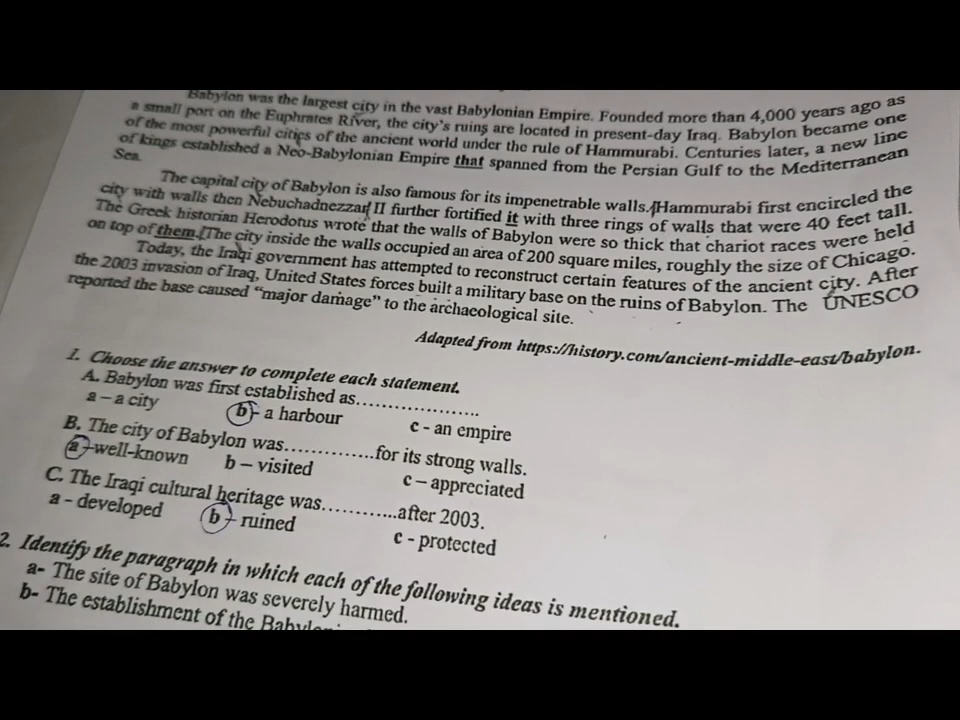 Babylon was the largest city in the vast Babylonian Empire. Founded more than 4,000 years ago as
a small port on the Euphrates River, the city's ruins are located in present-day Iraq. Babylon became one
of the most powerful cities of the ancient world under the rule of Hammurabi. Centuries later, a new line
of kings established a Neo-Babylonian Empire that spanned from the Persian Gulf to the Mediterranean
Sea.
The capital city of Babylon is also famous for its impenetrable walls. Hammurabi first encircled the
city with walls then Nebuchadnezzar II further fortified it with three rings of walls that were 40 feet tall.
The Greek historian Herodotus wrote that the walls of Babylon were so thick that chariot races were held
on top of them. The city inside the walls occupied an area of 200 square miles, roughly the size of Chicago.
Today, the Iraqi government has attempted to reconstruct certain features of the ancient city. After
the 2003 invasion of Iraq, United States forces built a military base on the ruins of Babylon. The UNESCO
reported the base caused "major damage" to the archaeological site.
Adapted from https://history.com/ancient-middle-east/babylon.
1. Choose the answer to complete each statement.
A. Babylon was first established as....................
a – a city b - a harbour c - an empire
B. The city of Babylon was..............for its strong walls.
a -well-known b – visited c – appreciated
C. The Iraqi cultural heritage was............after 2003.
a - developed b - ruined c - protected
2. Identify the paragraph in which each of the following ideas is mentioned.
a- The site of Babylon was severely harmed.
b- The establishment of the